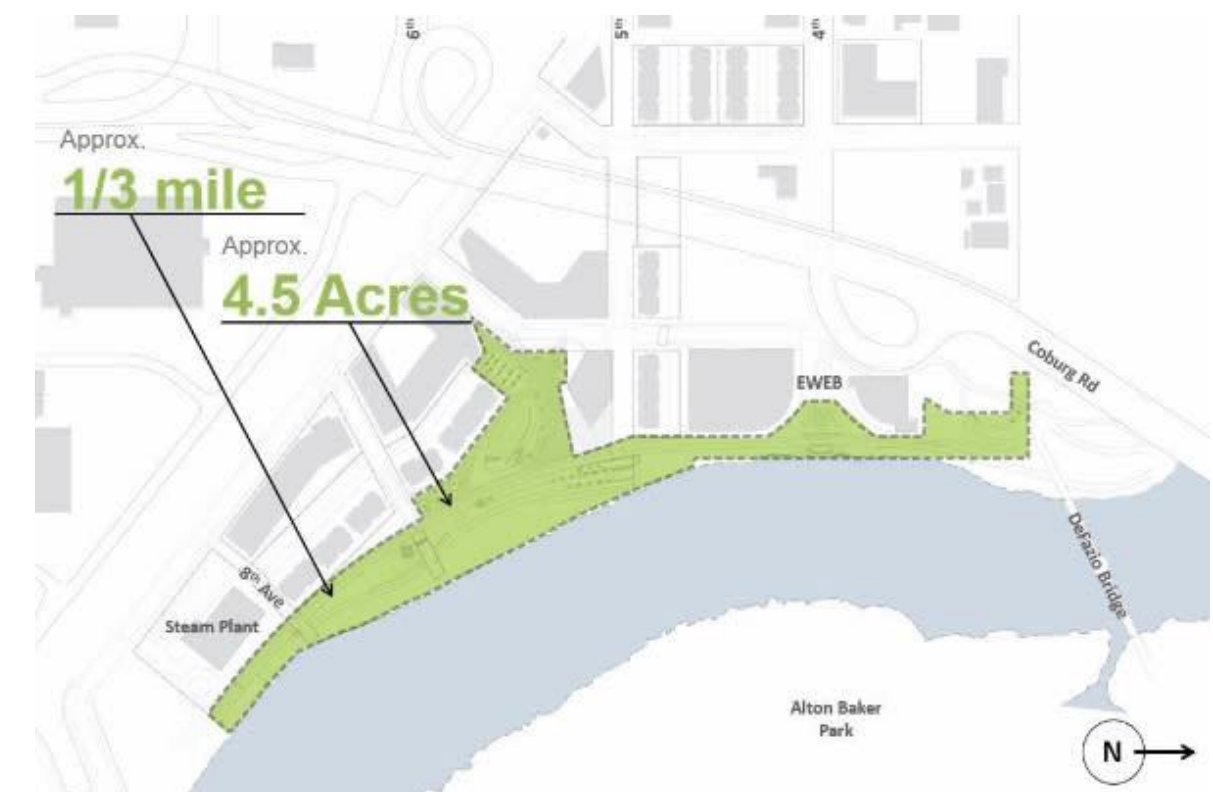 6th
5th
4th
Approx.
1/3 mile
Approx.
4.5 Acres
Coburg Rd
EWEB
DeFazio Bridge
8th Ave
Steam Plant
Alton Baker
Park
N